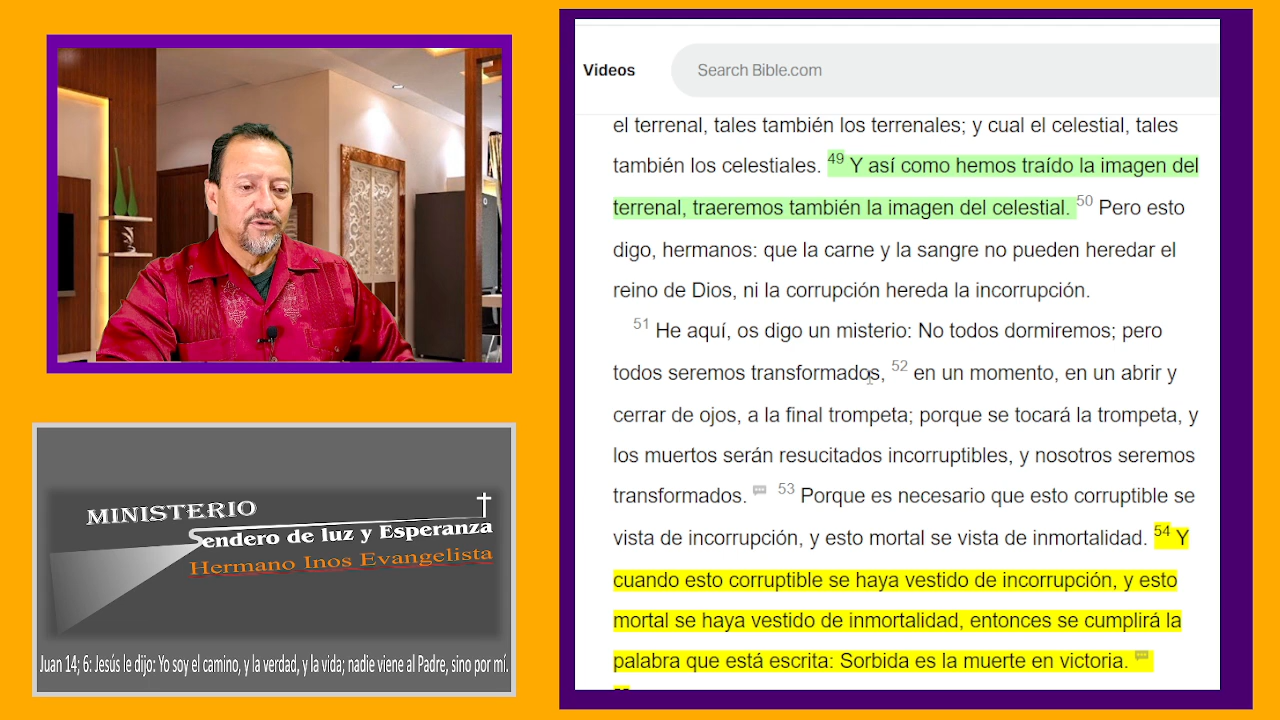 MINISTERIO
Sendero de luz y Esperanza
Hermano Inos Evangelista
Juan 14; 6: Jesús le dijo: Yo soy el camino, y la verdad, y la vida; nadie viene al Padre, sino por mí.
Videos
Search Bible.com
el terrenal, tales también los terrenales; y cual el celestial, tales
también los celestiales. 49 Y así como hemos traído la imagen del
terrenal, traeremos también la imagen del celestial. 50 Pero esto
digo, hermanos: que la carne y la sangre no pueden heredar el
reino de Dios, ni la corrupción hereda la incorrupción.
51 He aquí, os digo un misterio: No todos dormiremos; pero
todos seremos transformados, 52 en un momento, en un abrir y
cerrar de ojos, a la final trompeta; porque se tocará la trompeta, y
los muertos serán resucitados incorruptibles, y nosotros seremos
transformados. 53 Porque es necesario que esto corruptible se
vista de incorrupción, y esto mortal se vista de inmortalidad. 54 Y
cuando esto corruptible se haya vestido de incorrupción, y esto
mortal se haya vestido de inmortalidad, entonces se cumplirá la
palabra que está escrita: Sorbida es la muerte en victoria.